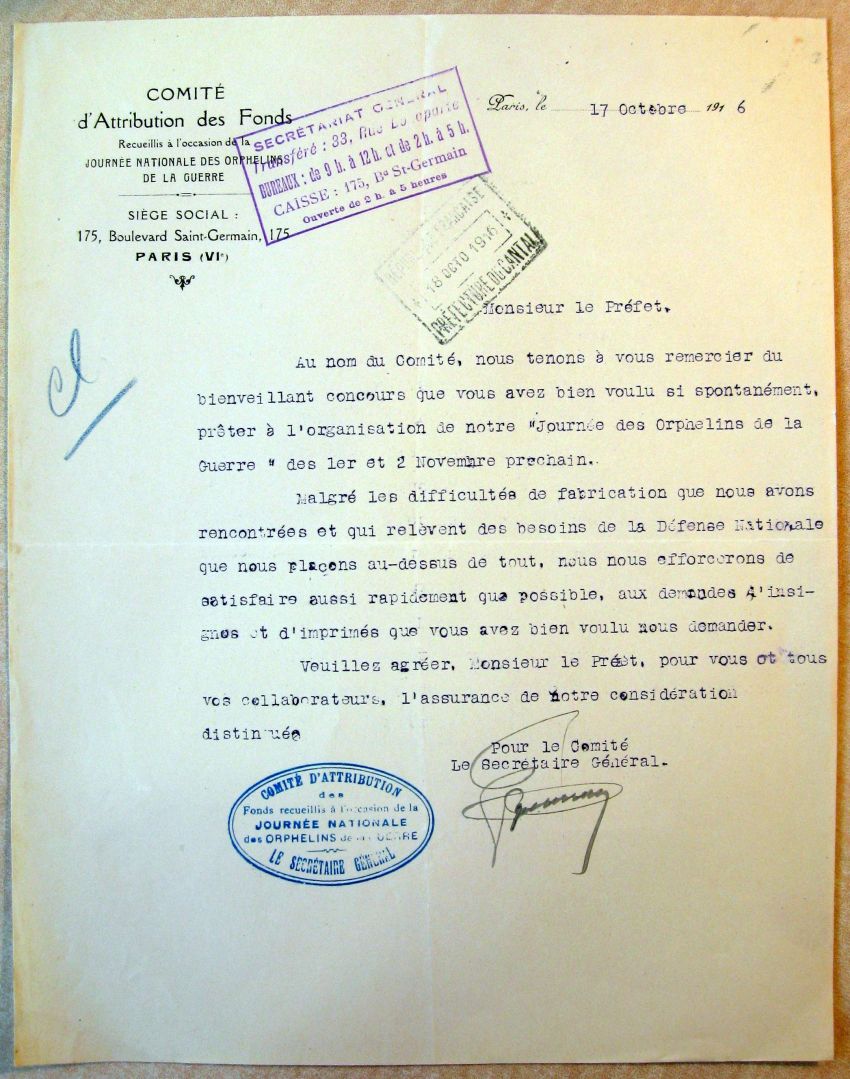 COMITÉ
d'Attribution des Fonds
Recueillis à l'occasion de la
JOURNÉE NATIONALE DES ORPHELINS
DE LA GUERRE
SIÈGE SOCIAL :
175, Boulevard Saint-Germain, 175
PARIS (VIe)
SECRÉTARIAT GÉNÉRAL
Transféré : 33, Rue
BUREAUX : de 9 h. à 12 h. et de 2 h. à 5 h.
CAISSE : 175, Bd St-Germain
Ouverte de 2 h. à 5 heures
Paris, le 17 Octobre 1916
RÉPUBLIQUE FRANÇAISE
18 OCTO 1916
PRÉFECTURE DU CANTAL
Monsieur le Préfet,
Cl
Au nom du Comité, nous tenons à vous remercier du
bienveillant concours que vous avez bien voulu si spontanément,
prêter à l'organisation de notre "Journée des Orphelins de la
Guerre " des 1er et 2 Novembre prochain.
Malgré les difficultés de fabrication que nous avons
rencontrées et qui relèvent des besoins de la Défense Nationale
que nous plaçons au-dessus de tout, nous nous efforcerons de
satisfaire aussi rapidement que possible, aux demandes d'insi-
gnes et d'imprimés que vous avez bien voulu nous demander.
Veuillez agréer, Monsieur le Préet, pour vous et tous
vos collaborateurs, l'assurance de notre considération
distinguée
Pour le Comité
Le Secrétaire Général.
COMITÉ D'ATTRIBUTION
des
Fonds recueillis à l'occasion de la
JOURNÉE NATIONALE
des ORPHELINS de la GUERRE
LE SECRÉTAIRE GÉNÉRAL